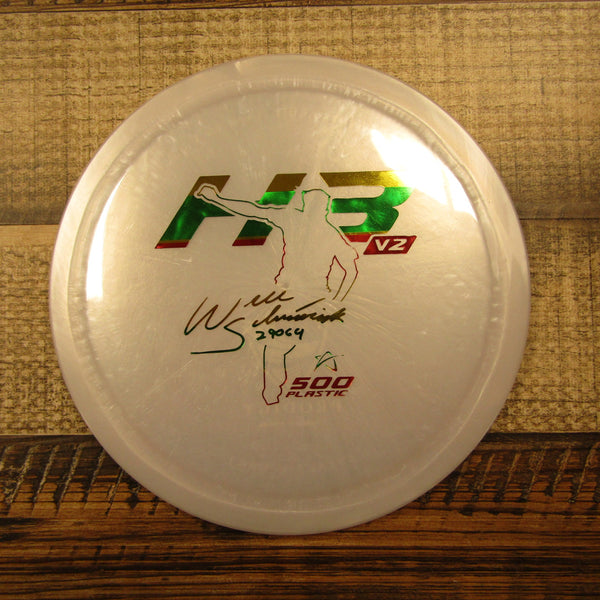 H3
V2
Will
Schusterick
29064
500
PLASTIC